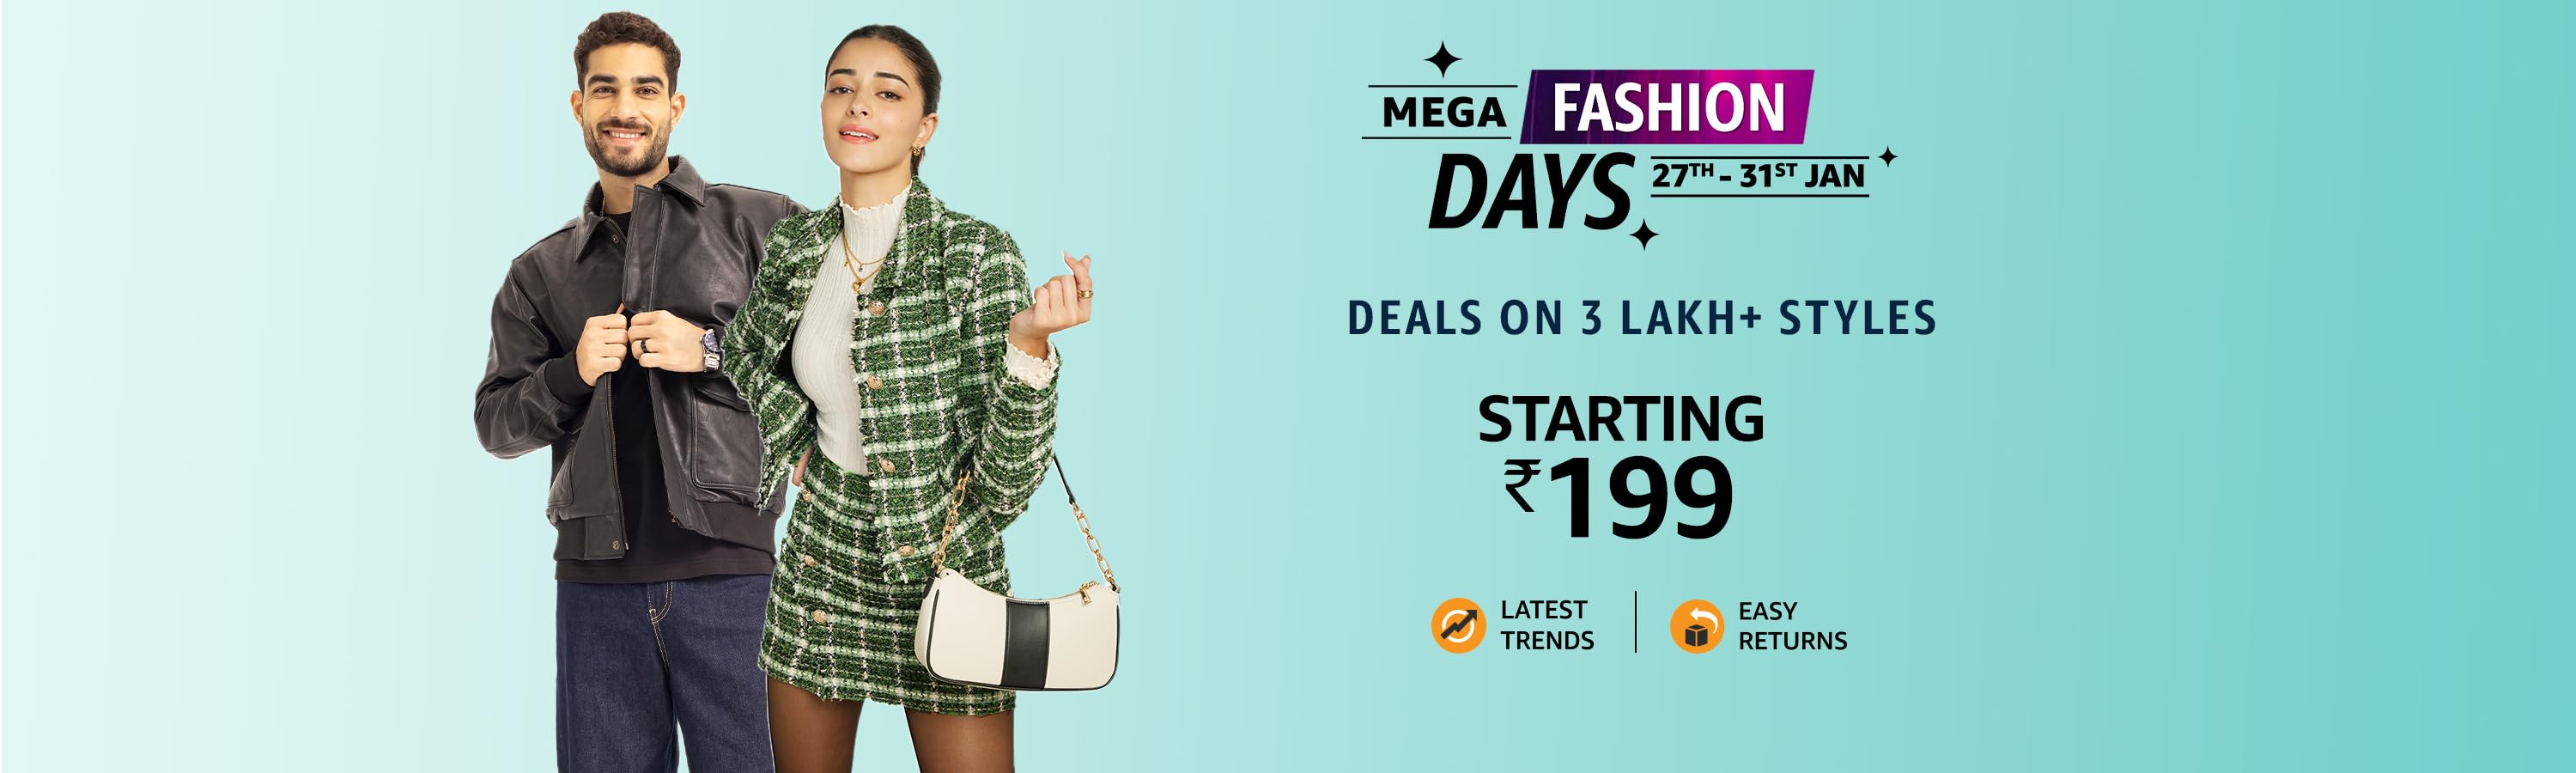 MEGA FASHION
DAYS 27TH - 31ST JAN
DEALS ON 3 LAKH+ STYLES
STARTING
₹199
LATEST
TRENDS
EASY
RETURNS